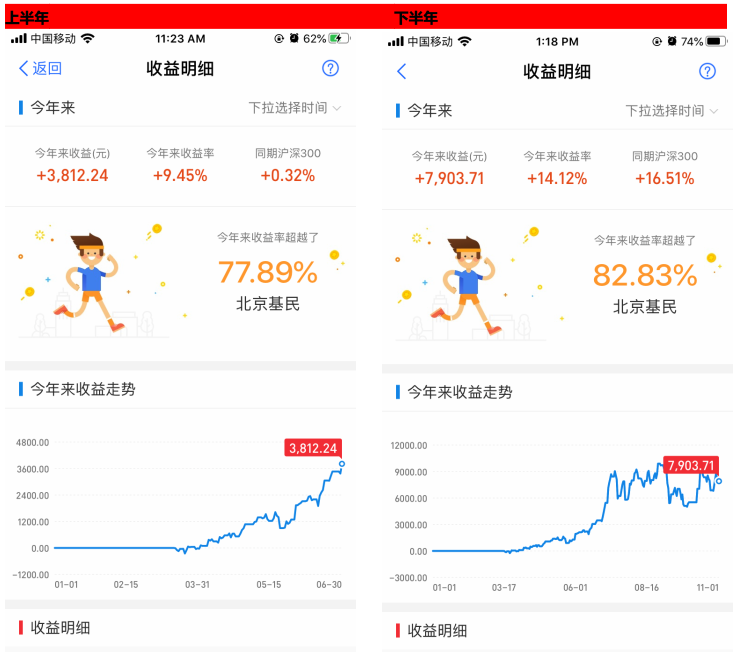 上半年
中国移动
11:23 AM
62%
返回
收益明细
今年来
下拉选择时间
今年来收益(元)
今年来收益率
同期沪深300
+3,812.24
+9.45%
+0.32%
今年来收益率超越了
77.89%
北京基民
今年来收益走势
3,812.24
4800.00
3600.00
2400.00
1200.00
0.00
-1200.00
01-01
02-15
03-31
05-15
06-30
收益明细
下半年
中国移动
1:18 PM
74%
收益明细
今年来
下拉选择时间
今年来收益(元)
今年来收益率
同期沪深300
+7,903.71
+14.12%
+16.51%
今年来收益率超越了
82.83%
北京基民
今年来收益走势
7,903.71
12000.00
9000.00
6000.00
3000.00
0.00
-3000.00
01-01
03-17
06-01
08-16
11-01
收益明细